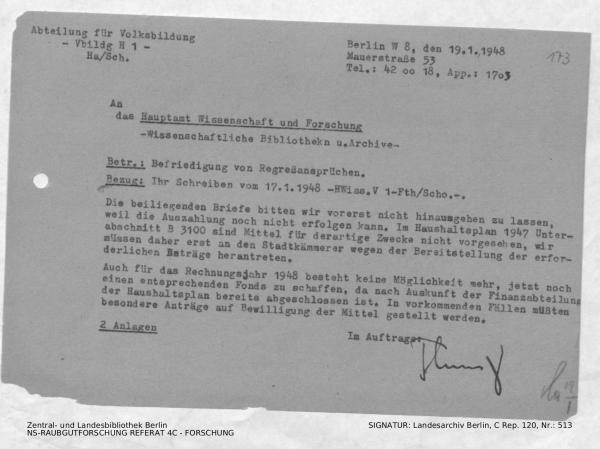 Abteilung für Volksbildung
- Vbildg H 1 -
Ha/Sch.
Berlin W 8, den 19.1.1948
Mauerstraße 53
Tel.: 42 oo 18, App.: 17o3
173
An
das Hauptamt Wissenschaft und Forschung
-Wissenschaftliche Bibliothekn u.Archive-
Betr.: Befriedigung von Regreßansprüchen.
Bezug: Ihr Schreiben vom 17.1.1948 -HWiss.V 1-Fth/Scho.-.
Die beiliegenden Briefe bitten wir vorerst nicht hinausgehen zu lassen,
weil die Auszahlung noch nicht erfolgen kann. Im Haushaltsplan 1947 Unter-
abschnitt B 3100 sind Mittel für derartige Zwecke nicht vorgesehen, wir
müssen daher erst an den Stadtkämmerer wegen der Bereitstellung der erfor-
derlichen Beträge herantreten.
Auch für das Rechnungsjahr 1948 besteht keine Möglichkeit mehr, jetzt noch
einen entsprechenden Fonds zu schaffen, da nach Auskunft der Finanzabteilung
der Haushaltsplan bereits abgeschlossen ist. In vorkommenden Fällen müßten
besondere Anträge auf Bewilligung der Mittel gestellt werden.
2 Anlagen
Im Auftrage:
19
I
Zentral- und Landesbibliothek Berlin
NS-RAUBGUTFORSCHUNG REFERAT 4C - FORSCHUNG
SIGNATUR: Landesarchiv Berlin, C Rep. 120, Nr.: 513